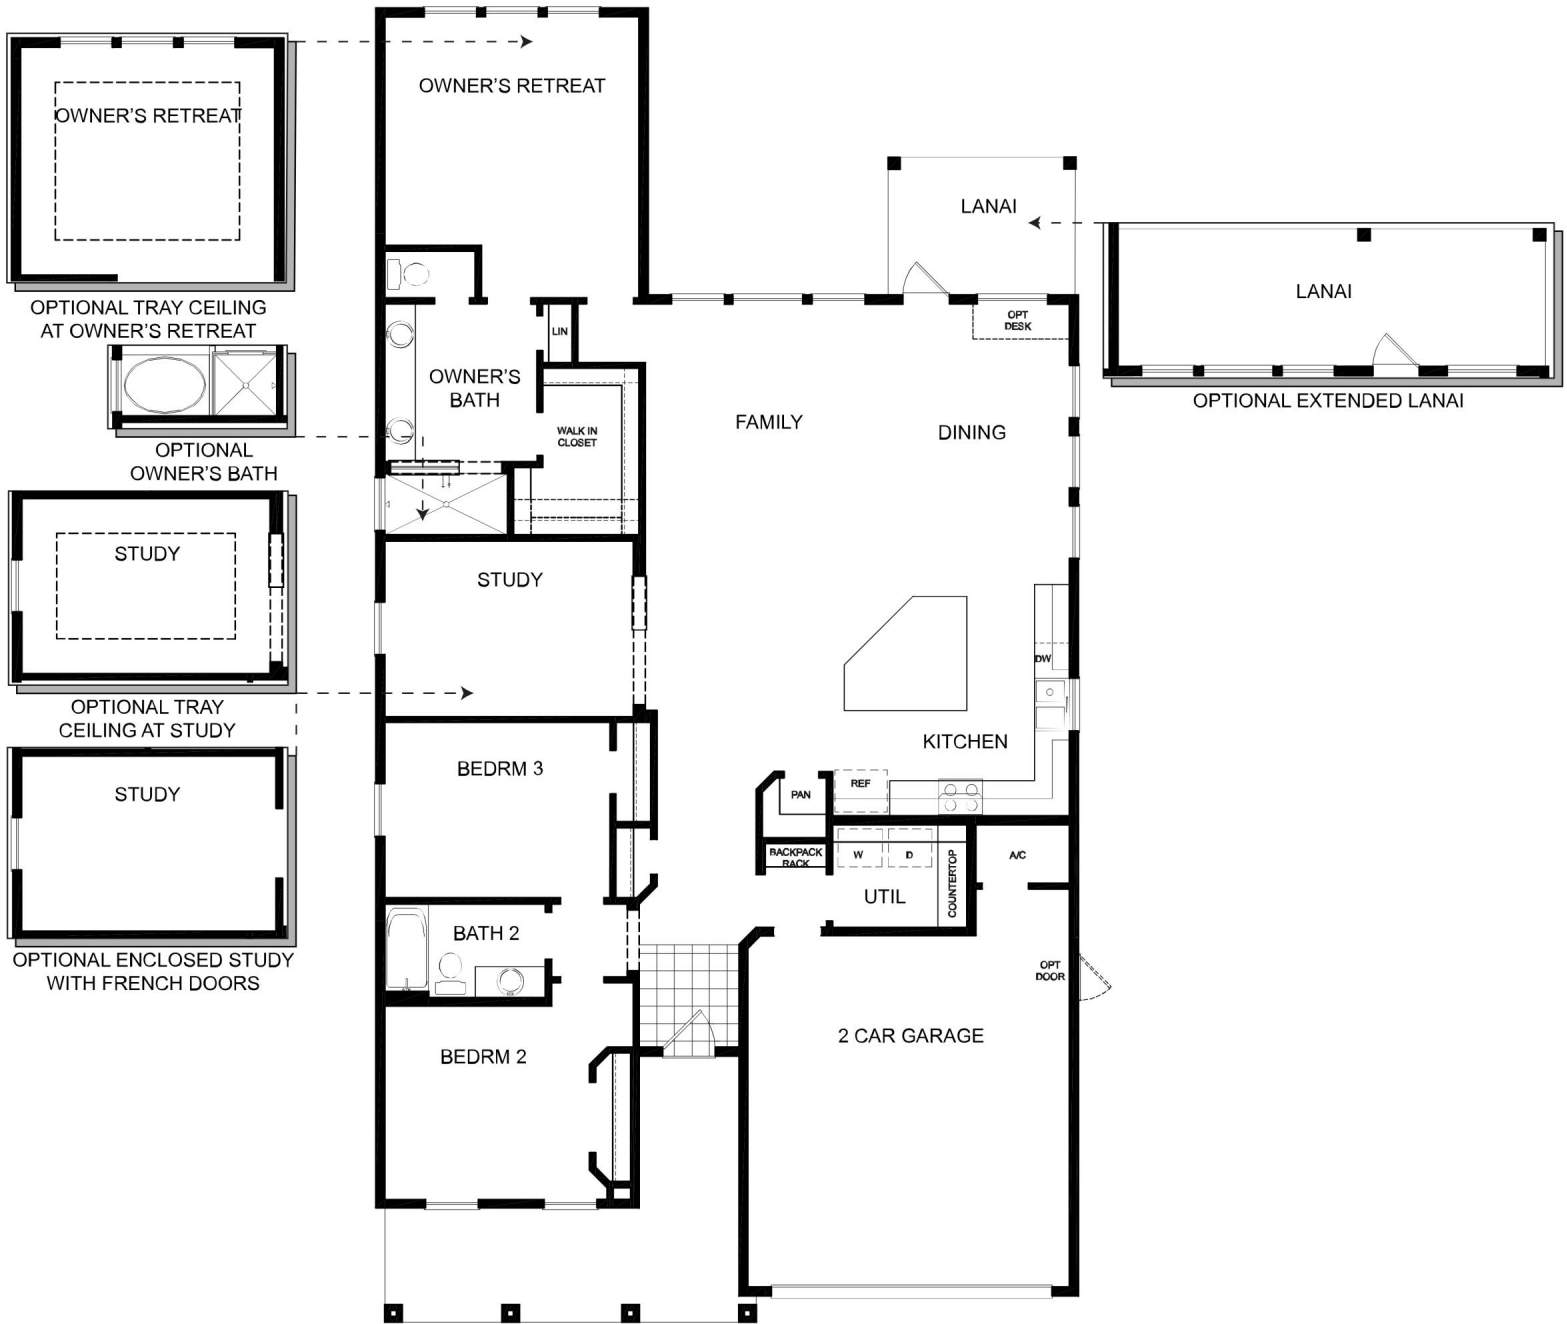 OWNER'S RETREAT
OPTIONAL TRAY CEILING
AT OWNER'S RETREAT
OPTIONAL
OWNER'S BATH
STUDY
OPTIONAL TRAY
CEILING AT STUDY
STUDY
OPTIONAL ENCLOSED STUDY
WITH FRENCH DOORS
OWNER'S RETREAT
LIN
OWNER'S
BATH
WALK IN
CLOSET
STUDY
BEDRM 3
BATH 2
BEDRM 2
LANAI
OPT
DESK
FAMILY
DINING
DW
KITCHEN
REF
PAN
BACKPACK
RACK
W
D
UTIL
COUNTERTOP
A/C
OPT
DOOR
2 CAR GARAGE
LANAI
OPTIONAL EXTENDED LANAI